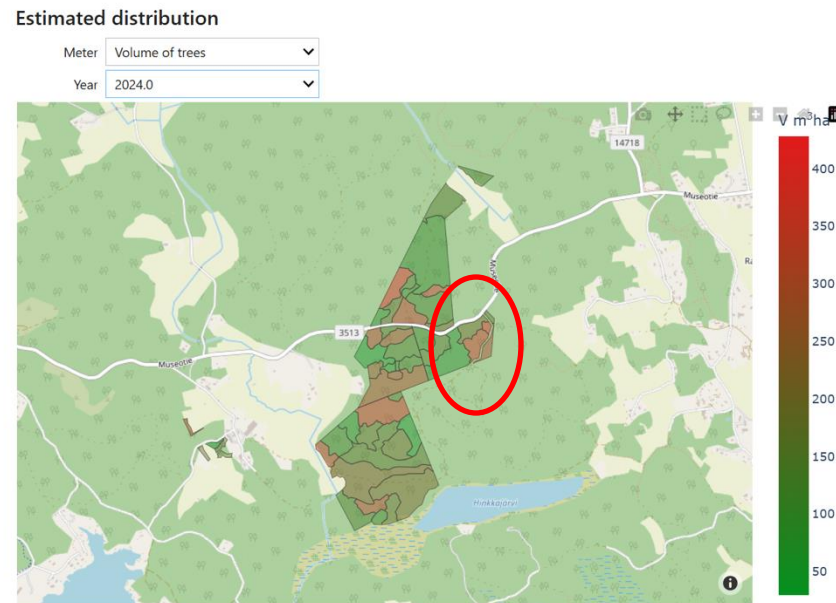 Estimated distribution
Meter Volume of trees
Year 2024.0
V m³ha
14718
Museotie
400
350
300
3513
Museotie
250
200
150
Hinkkajärvi
100
50